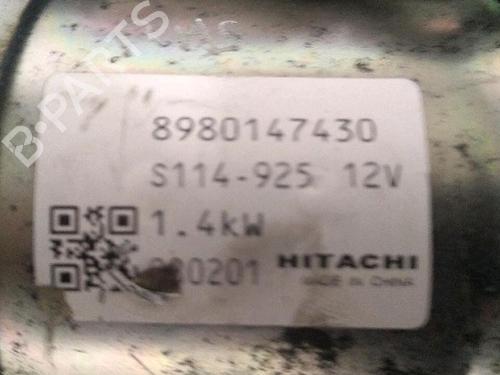 B-PARTS
8980147430
S114-925 12V
1.4kW
HITACHI
MADE IN CHINA